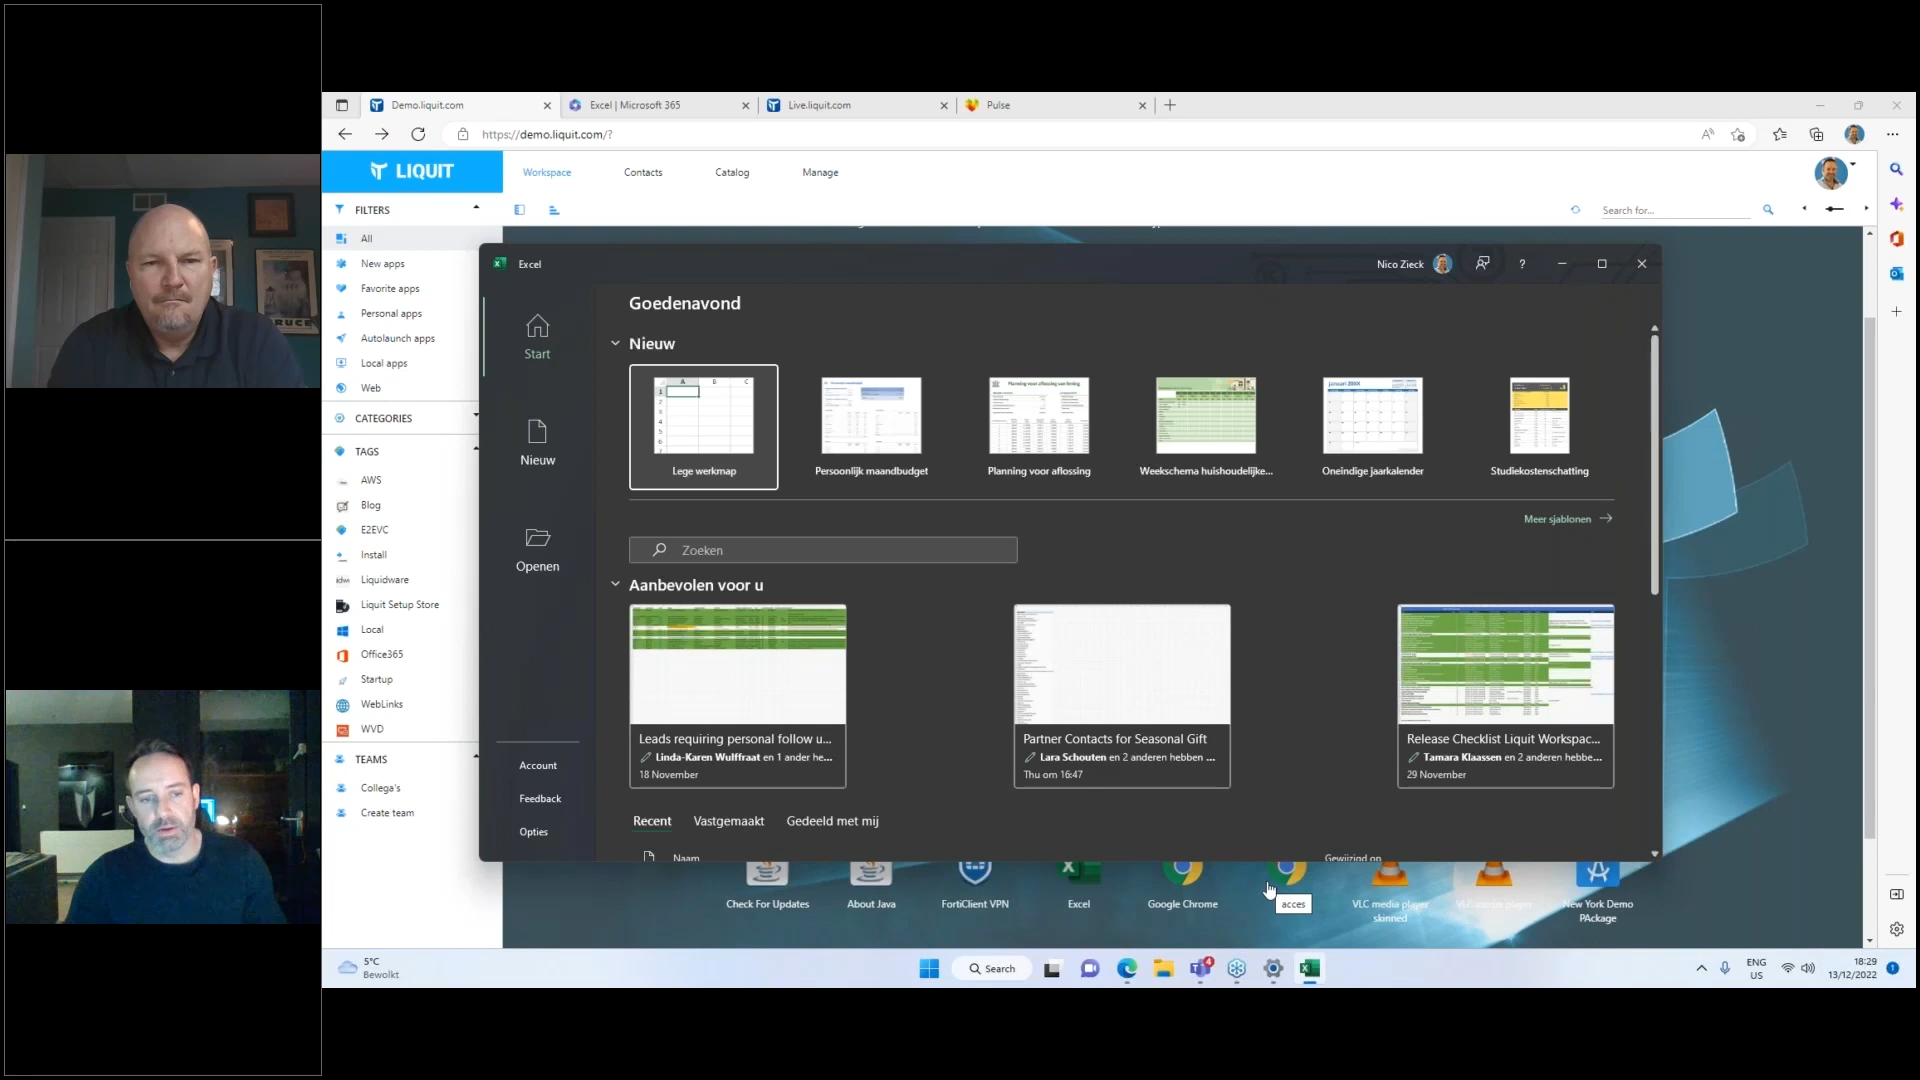 Demo.liquit.com
Excel | Microsoft 365
Live.liquit.com
Pulse
https://demo.liquit.com/?
LIQUIT
Workspace
Contacts
Catalog
Manage
FILTERS
Search for...
All
New apps
Favorite apps
Personal apps
Autolaunch apps
Local apps
Web
CATEGORIES
TAGS
AWS
Blog
E2EVC
Install
Liquidware
Liquit Setup Store
Local
Office365
Startup
WebLinks
WVD
TEAMS
Collega's
Create team
Excel
Nico Zieck
?
Start
Nieuw
Openen
Account
Feedback
Opties
Goedenavond
Nieuw
Lege werkmap
Persoonlijk maandbudget
Planning voor aflossing
Weekschema huishoudelijke...
Oneindige jaarkalender
Studiekostenschatting
Meer sjablonen
Zoeken
Aanbevolen voor u
Leads requiring personal follow u...
Linda-Karen Wulffraat en 1 ander he...
18 November
Partner Contacts for Seasonal Gift
Lara Schouten en 2 anderen hebben ...
Thu om 16:47
Release Checklist Liquit Workspac...
Tamara Klaassen en 2 anderen hebbe...
29 November
Recent
Vastgemaakt
Gedeeld met mij
Naam
Gewijzigd op
Check For Updates
About Java
FortiClient VPN
Excel
Google Chrome
acces
VLC media player
skinned
VLC media player
New York Demo
PAckage
5°C
Bewolkt
Search
4
ENG
US
18:29
13/12/2022
1